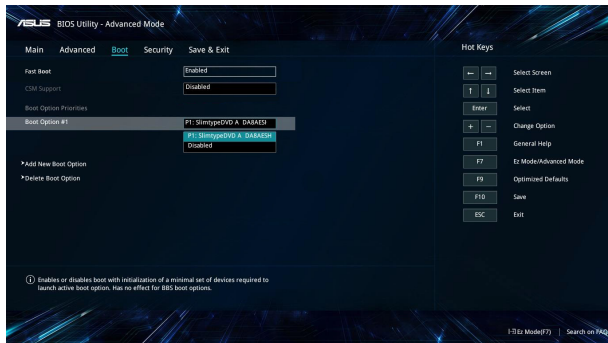 ASUS BIOS Utility - Advanced Mode
Main Advanced Boot Security Save & Exit
Hot Keys
Fast Boot Enabled
CSM Support Disabled
Boot Option Priorities
Boot Option #1 P1: SlimtypeDVD A DA8AESI
P1: SlimtypeDVD A DA8AESH
Disabled
>Add New Boot Option
>Delete Boot Option
← → Select Screen
↑ ↓ Select Item
Enter Select
+ − Change Option
F1 General Help
F7 Ez Mode/Advanced Mode
F9 Optimized Defaults
F10 Save
ESC Exit
Enables or disables boot with initialization of a minimal set of devices required to
launch active boot option. Has no effect for BBS boot options.
Ez Mode(F7) | Search on FAQ